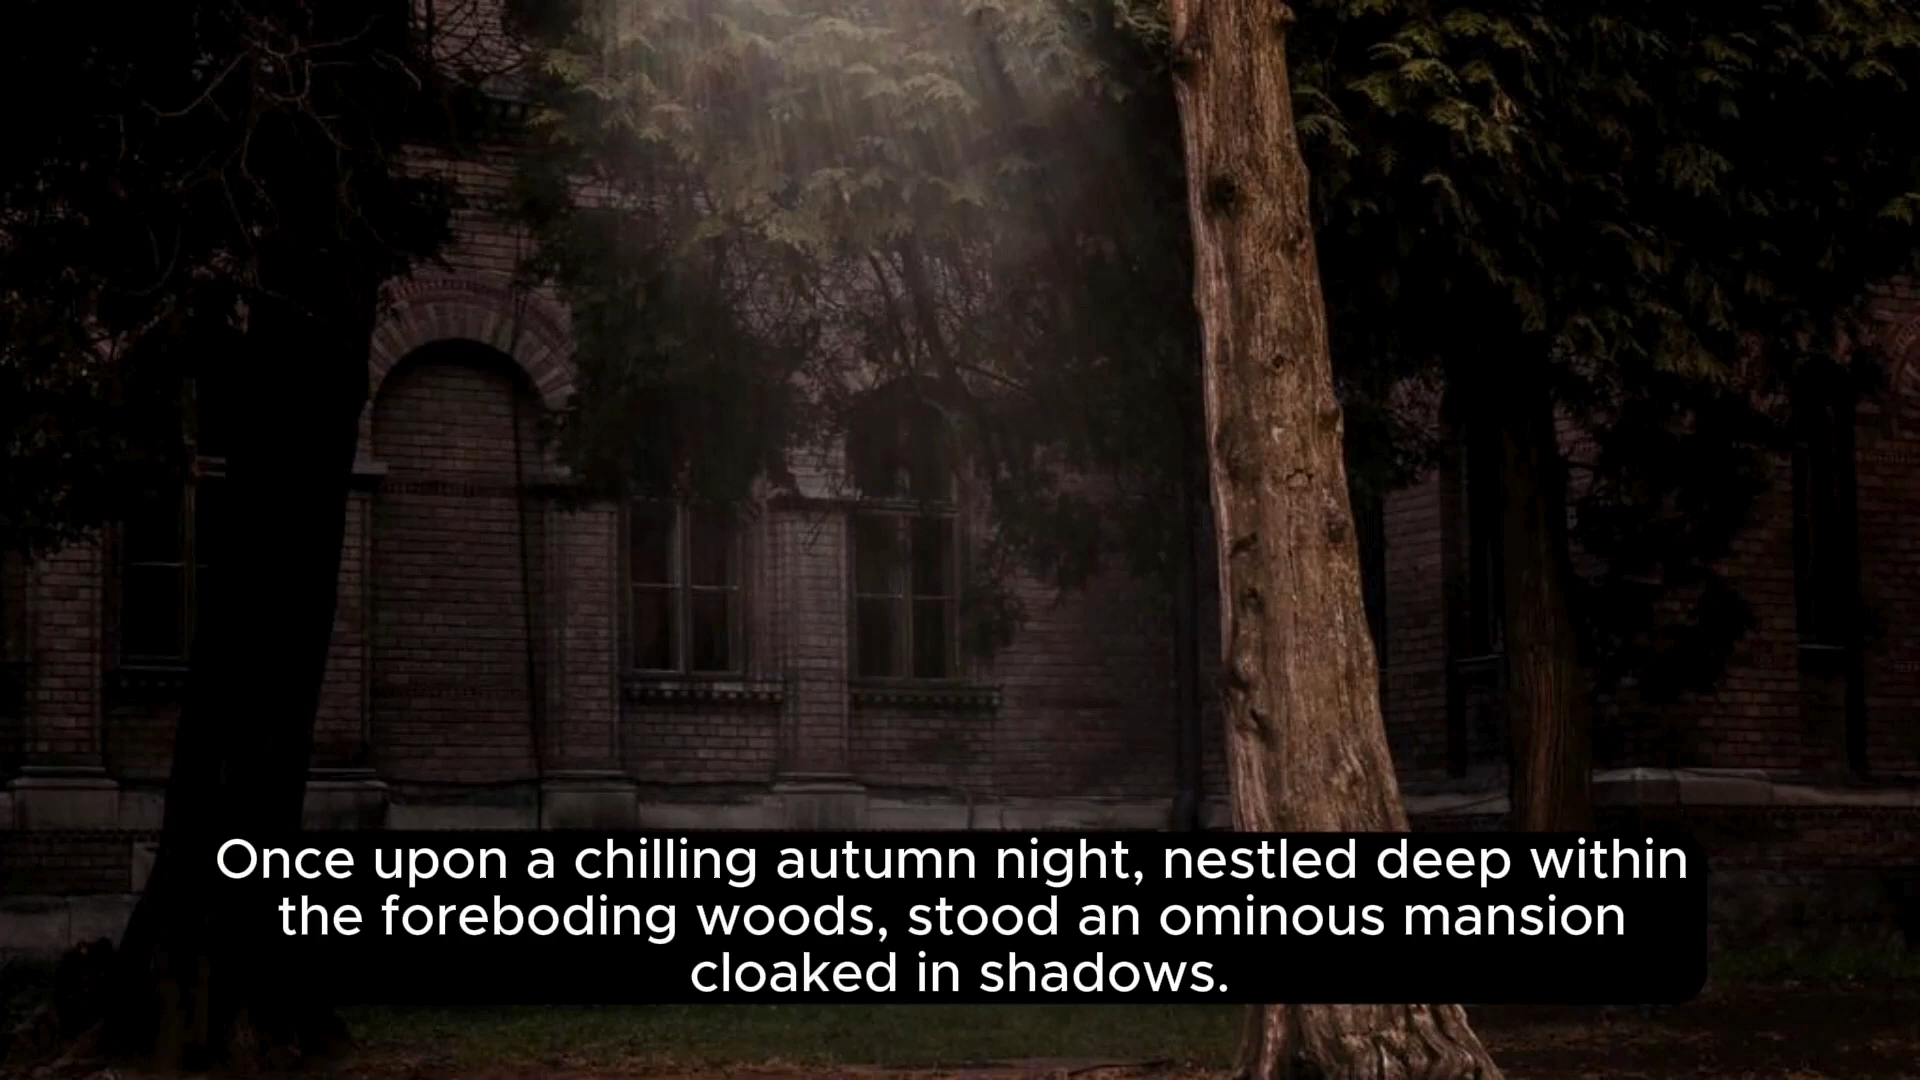 Once upon a chilling autumn night, nestled deep within
the foreboding woods, stood an ominous mansion
cloaked in shadows.